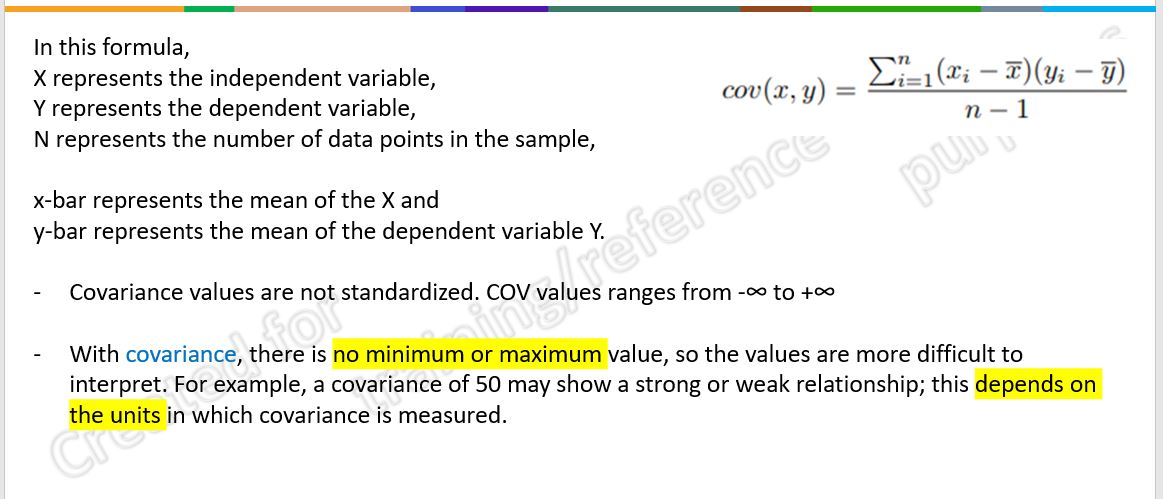 In this formula,
X represents the independent variable,
Y represents the dependent variable,
N represents the number of data points in the sample,
cov(x, y) = \frac{\sum_{i=1}^{n}(x_i − \overline{x})(y_i − \overline{y})}{n − 1}
x-bar represents the mean of the X and
y-bar represents the mean of the dependent variable Y.
- Covariance values are not standardized. COV values ranges from -∞ to +∞
- With covariance, there is no minimum or maximum value, so the values are more difficult to
interpret. For example, a covariance of 50 may show a strong or weak relationship; this depends on
the units in which covariance is measured.
Created for
training/reference